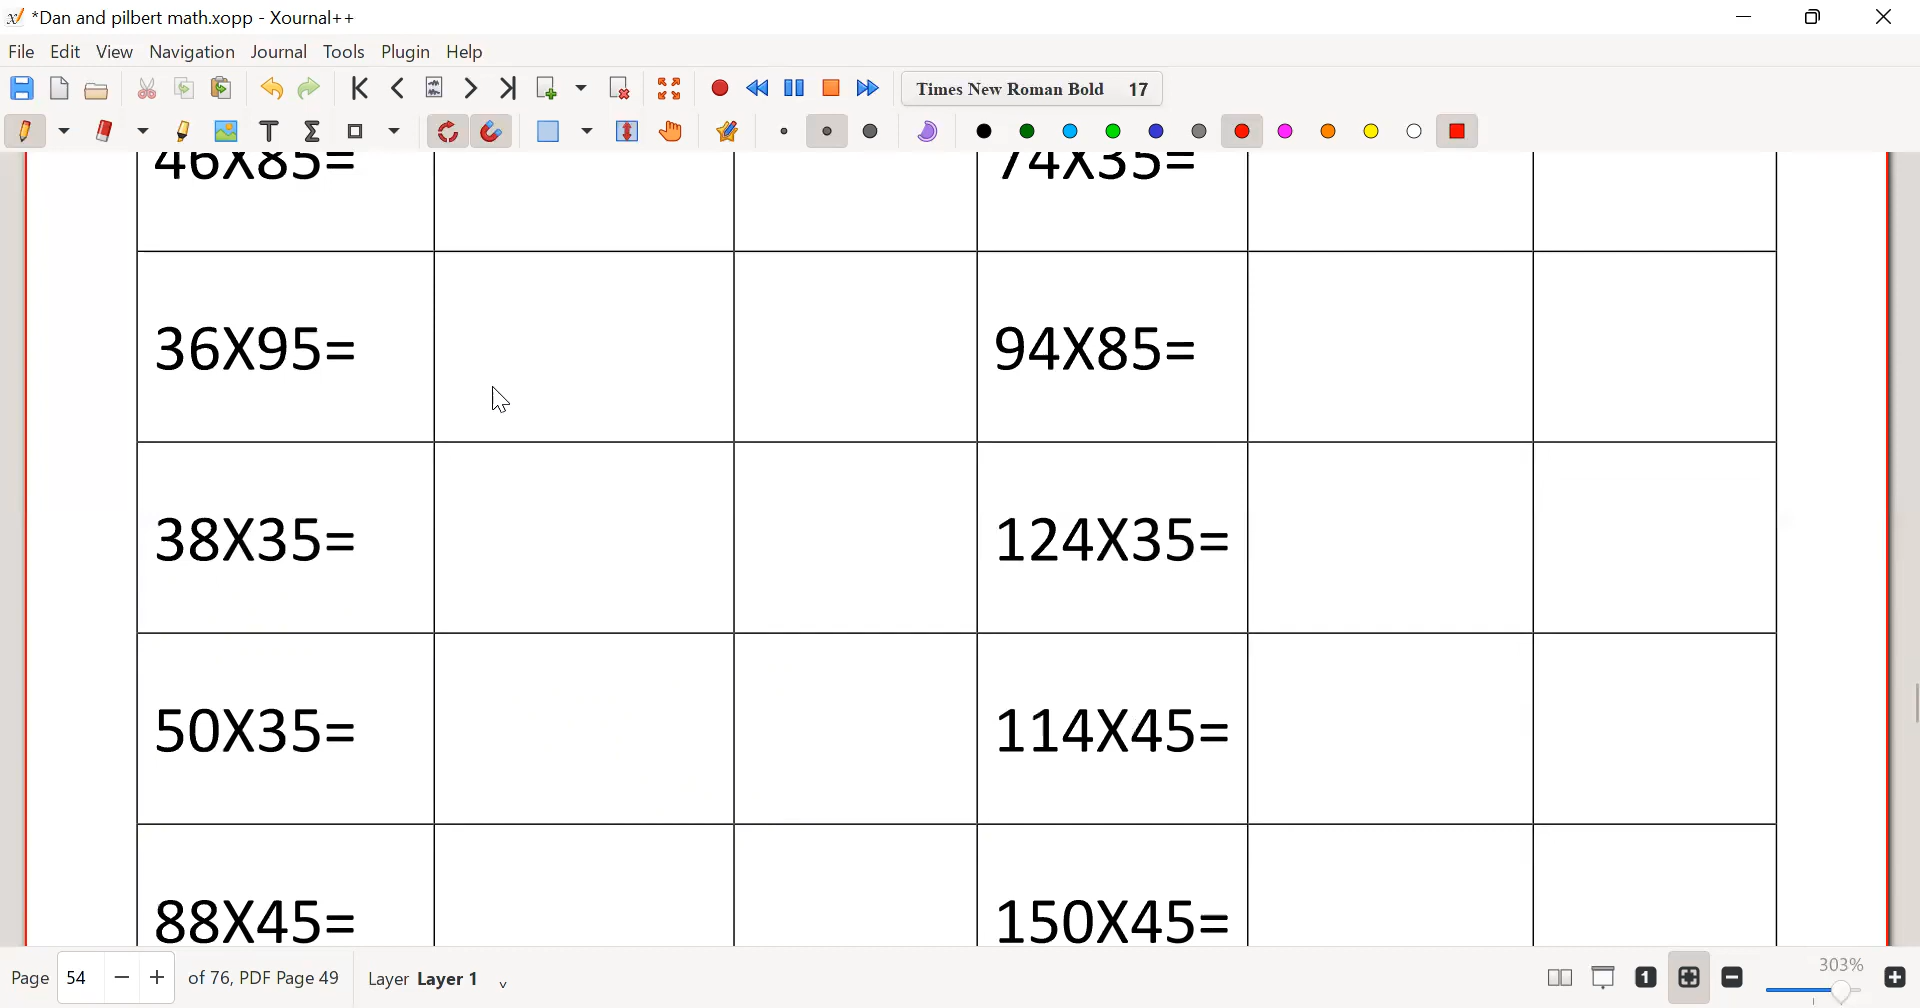 *Dan and pilbert math.xopp - Xournal++
File Edit View Navigation Journal Tools Plugin Help
Times New Roman Bold 17
46X85= 74X35=
36X95= 94X85=
38X35= 124X35=
50X35= 114X45=
88X45= 150X45=
Page 54 of 76, PDF Page 49 Layer Layer 1 303%